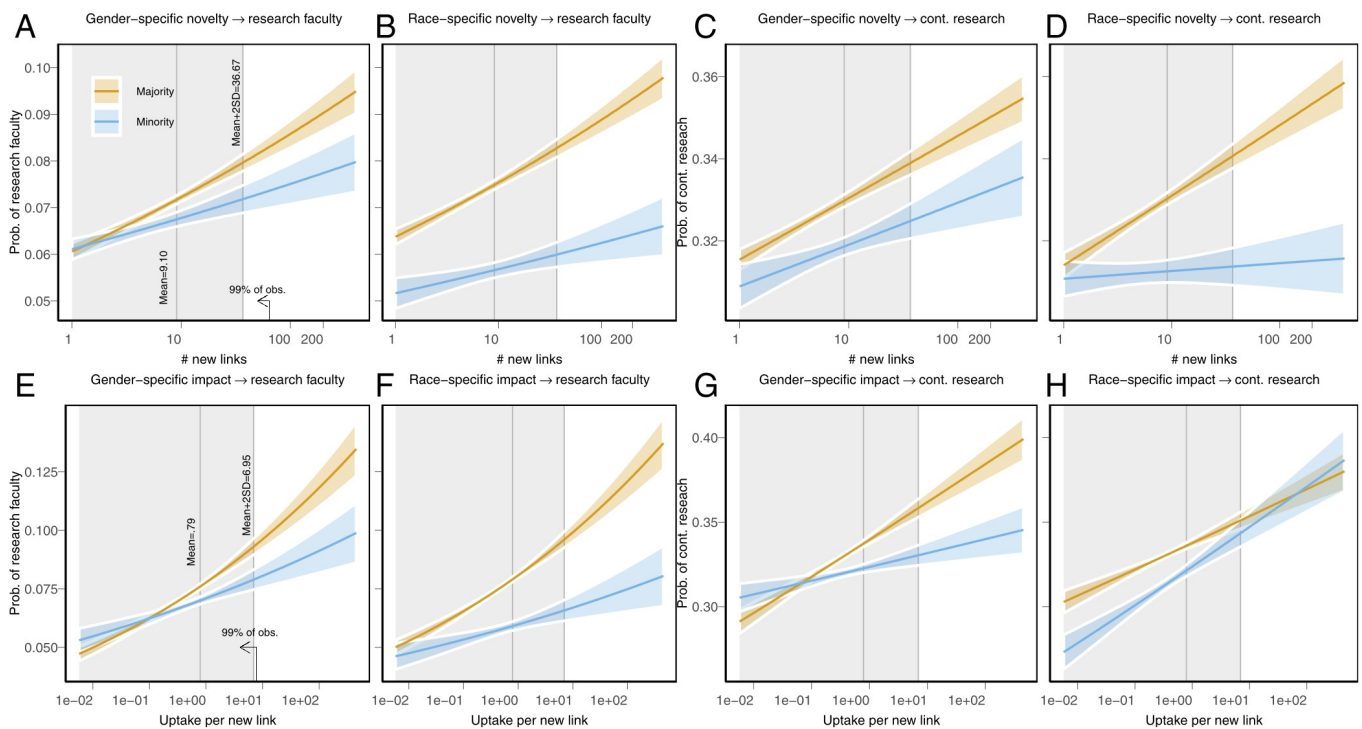 A
Gender–specific novelty → research faculty
Prob. of research faculty
0.10
0.09
0.08
0.07
0.06
0.05
Majority
Minority
Mean+2SD=36.67
Mean=9.10
99% of obs.
1
10
100
200
# new links
B
Race–specific novelty → research faculty
1
10
100
200
# new links
C
Gender–specific novelty → cont. research
Prob. of cont. reseach
0.36
0.34
0.32
1
10
100
200
# new links
D
Race–specific novelty → cont. research
1
10
100
200
# new links
E
Gender–specific impact → research faculty
Prob. of research faculty
0.125
0.100
0.075
0.050
Mean=.79
Mean+2SD=6.95
99% of obs.
1e−02
1e−01
1e+00
1e+01
1e+02
Uptake per new link
F
Race–specific impact → research faculty
1e−02
1e−01
1e+00
1e+01
1e+02
Uptake per new link
G
Gender–specific impact → cont. research
Prob. of cont. reseach
0.40
0.35
0.30
1e−02
1e−01
1e+00
1e+01
1e+02
Uptake per new link
H
Race–specific impact → cont. research
1e−02
1e−01
1e+00
1e+01
1e+02
Uptake per new link